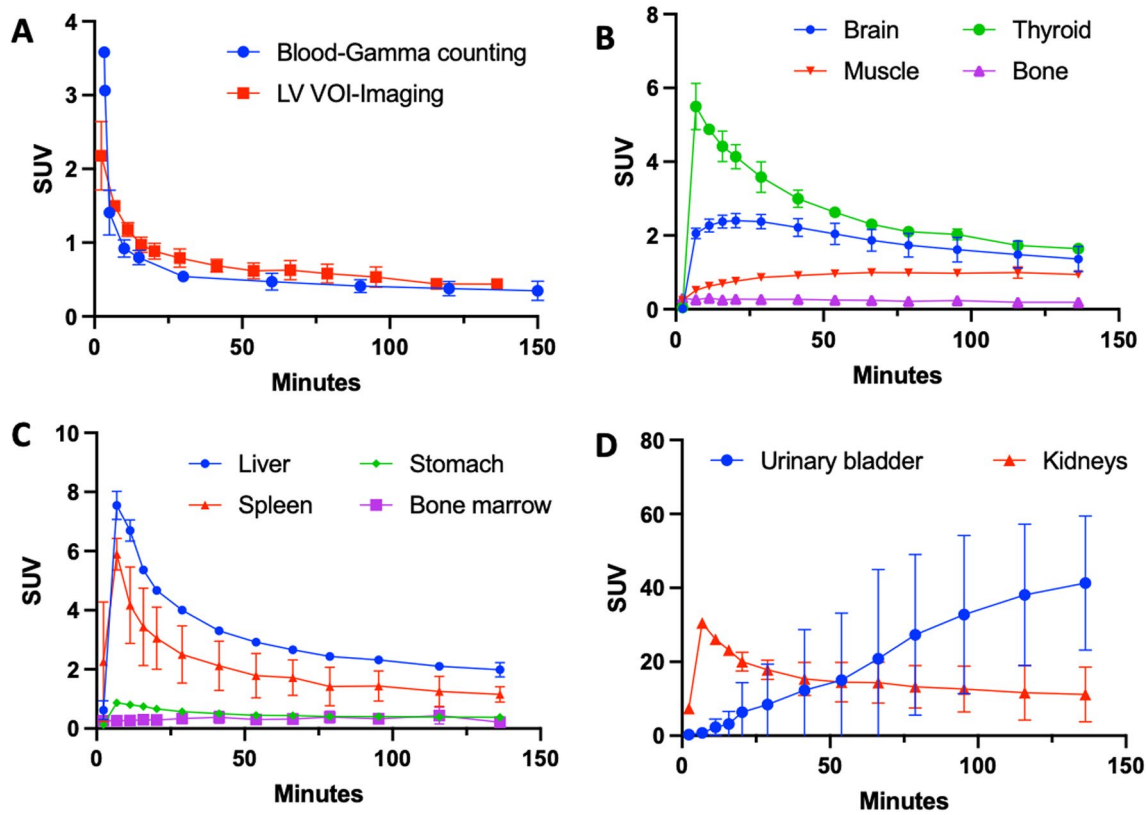 A
4
3
2
1
0
SUV
0
50
100
150
Minutes
Blood-Gamma counting
LV VOI-Imaging
B
8
6
4
2
0
SUV
0
50
100
150
Minutes
Brain
Thyroid
Muscle
Bone
C
10
8
6
4
2
0
SUV
0
50
100
150
Minutes
Liver
Stomach
Spleen
Bone marrow
D
80
60
40
20
0
SUV
0
50
100
150
Minutes
Urinary bladder
Kidneys